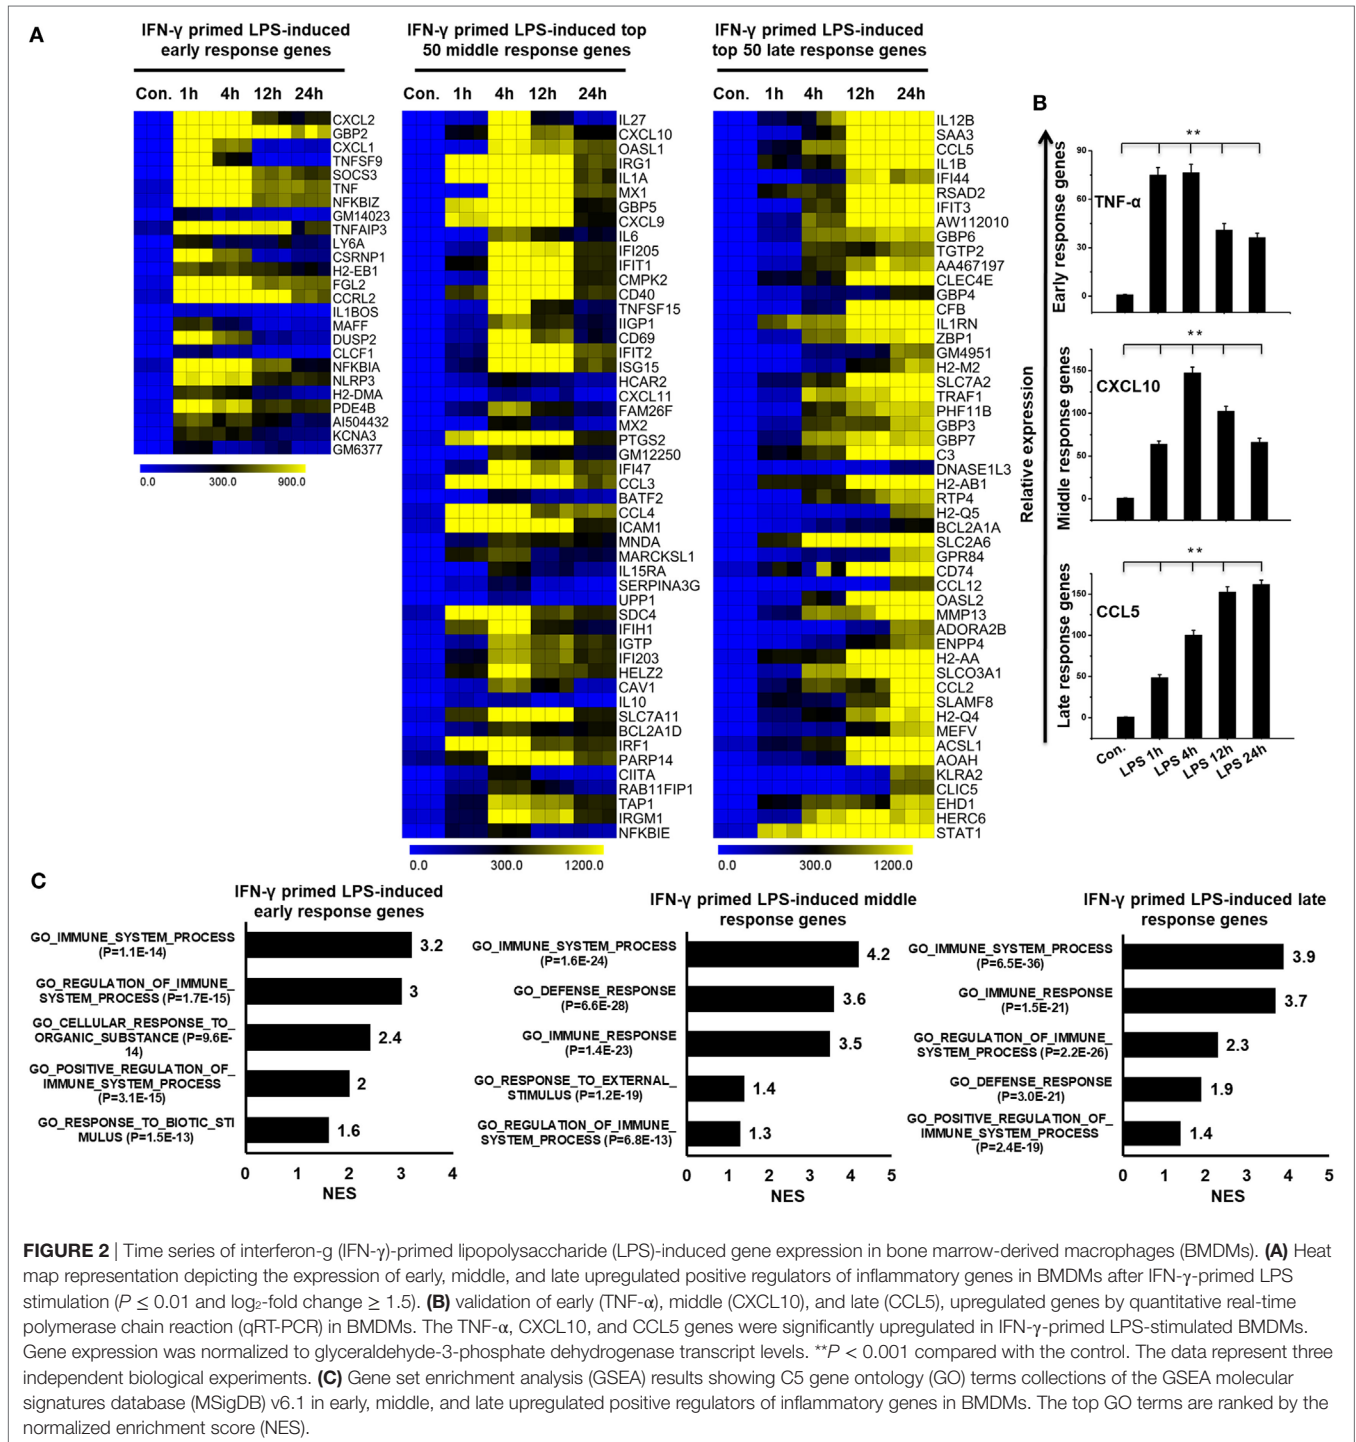 A
IFN-γ primed LPS-induced
early response genes
IFN-γ primed LPS-induced top
50 middle response genes
IFN-γ primed LPS-induced
top 50 late response genes
Con. 1h 4h 12h 24h
CXCL2
GBP2
CXCL1
TNFSF9
SOCS3
TNF
NFKBIZ
GM14023
TNFAIP3
LY6A
CSRNP1
H2-EB1
FGL2
CCRL2
IL1BOS
MAFF
DUSP2
CLCF1
NFKBIA
NLRP3
H2-DMA
PDE4B
AI504432
KCNA3
GM6377
0.0 300.0 900.0
Con. 1h 4h 12h 24h
IL27
CXCL10
OASL1
IRG1
IL1A
MX1
GBP5
CXCL9
IL6
IFI205
IFIT1
CMPK2
CD40
TNFSF15
IIGP1
CD69
IFIT2
ISG15
HCAR2
CXCL11
FAM26F
MX2
PTGS2
GM12250
IFI47
CCL3
BATF2
CCL4
ICAM1
MNDA
MARCKSL1
IL15RA
SERPINA3G
UPP1
SDC4
IFIH1
IGTP
IFI203
HELZ2
CAV1
IL10
SLC7A11
BCL2A1D
IRF1
PARP14
CIITA
RAB11FIP1
TAP1
IRGM1
NFKBIE
0.0 300.0 1200.0
Con. 1h 4h 12h 24h
IL12B
SAA3
CCL5
IL1B
IFI44
RSAD2
IFIT3
AW112010
GBP6
TGTP2
AA467197
CLEC4E
GBP4
CFB
IL1RN
ZBP1
GM4951
H2-M2
SLC7A2
TRAF1
PHF11B
GBP3
GBP7
C3
DNASE1L3
H2-AB1
RTP4
H2-Q5
BCL2A1A
SLC2A6
GPR84
CD74
CCL12
OASL2
MMP13
ADORA2B
ENPP4
H2-AA
SLCO3A1
CCL2
SLAMF8
H2-Q4
MEFV
ACSL1
AOAH
KLRA2
CLIC5
EHD1
HERC6
STAT1
0.0 300.0 1200.0
B
Relative expression
Early response genes
90
60
30
0
TNF-α
**
Middle response genes
150
100
50
0
CXCL10
**
Late response genes
150
100
50
0
CCL5
**
Con. LPS 1h LPS 4h LPS 12h LPS 24h
C
IFN-γ primed LPS-induced
early response genes
GO_IMMUNE_SYSTEM_PROCESS
(P=1.1E-14)
3.2
GO_REGULATION_OF_IMMUNE_
SYSTEM_PROCESS (P=1.7E-15)
3
GO_CELLULAR_RESPONSE_TO_
ORGANIC_SUBSTANCE (P=9.6E-
14)
2.4
GO_POSITIVE_REGULATION_OF_
IMMUNE_SYSTEM_PROCESS
(P=3.1E-15)
2
GO_RESPONSE_TO_BIOTIC_STI
MULUS (P=1.5E-13)
1.6
0 1 2 3 4
NES
IFN-γ primed LPS-induced middle
response genes
GO_IMMUNE_SYSTEM_PROCESS
(P=1.6E-24)
4.2
GO_DEFENSE_RESPONSE
(P=6.6E-28)
3.6
GO_IMMUNE_RESPONSE
(P=1.4E-23)
3.5
GO_RESPONSE_TO_EXTERNAL_
STIMULUS (P=1.2E-19)
1.4
GO_REGULATION_OF_IMMUNE_
SYSTEM_PROCESS (P=6.8E-13)
1.3
0 1 2 3 4 5
NES
IFN-γ primed LPS-induced late
response genes
GO_IMMUNE_SYSTEM_PROCESS
(P=6.5E-36)
3.9
GO_IMMUNE_RESPONSE
(P=1.5E-21)
3.7
GO_REGULATION_OF_IMMUNE_
SYSTEM_PROCESS (P=2.2E-26)
2.3
GO_DEFENSE_RESPONSE
(P=3.0E-21)
1.9
GO_POSITIVE_REGULATION_OF_
IMMUNE_SYSTEM_PROCESS
(P=2.4E-19)
1.4
0 1 2 3 4 5
NES
FIGURE 2 | Time series of interferon-g (IFN-γ)-primed lipopolysaccharide (LPS)-induced gene expression in bone marrow-derived macrophages (BMDMs). (A) Heat
map representation depicting the expression of early, middle, and late upregulated positive regulators of inflammatory genes in BMDMs after IFN-γ-primed LPS
stimulation (P ≤ 0.01 and log₂-fold change ≥ 1.5). (B) validation of early (TNF-α), middle (CXCL10), and late (CCL5), upregulated genes by quantitative real-time
polymerase chain reaction (qRT-PCR) in BMDMs. The TNF-α, CXCL10, and CCL5 genes were significantly upregulated in IFN-γ-primed LPS-stimulated BMDMs.
Gene expression was normalized to glyceraldehyde-3-phosphate dehydrogenase transcript levels. **P < 0.001 compared with the control. The data represent three
independent biological experiments. (C) Gene set enrichment analysis (GSEA) results showing C5 gene ontology (GO) terms collections of the GSEA molecular
signatures database (MSigDB) v6.1 in early, middle, and late upregulated positive regulators of inflammatory genes in BMDMs. The top GO terms are ranked by the
normalized enrichment score (NES).